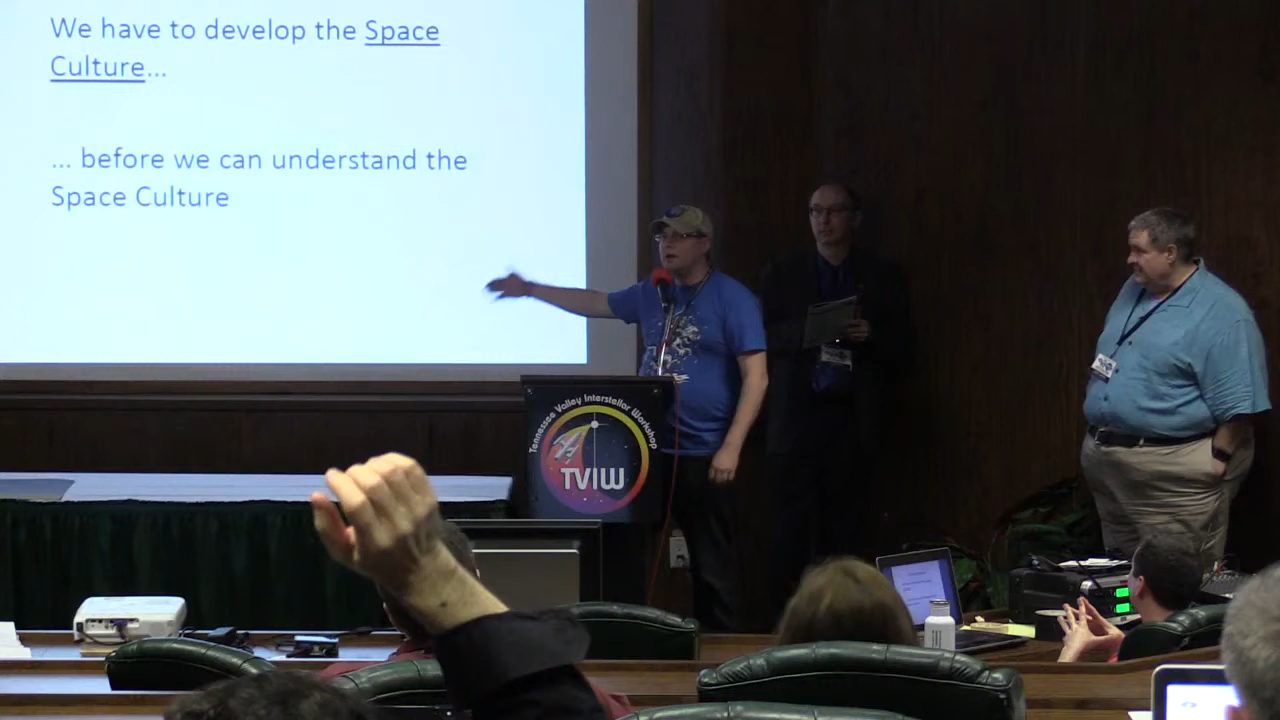 We have to develop the Space
Culture...
... before we can understand the
Space Culture
Tennessee Valley Interstellar Workshop
TVIW